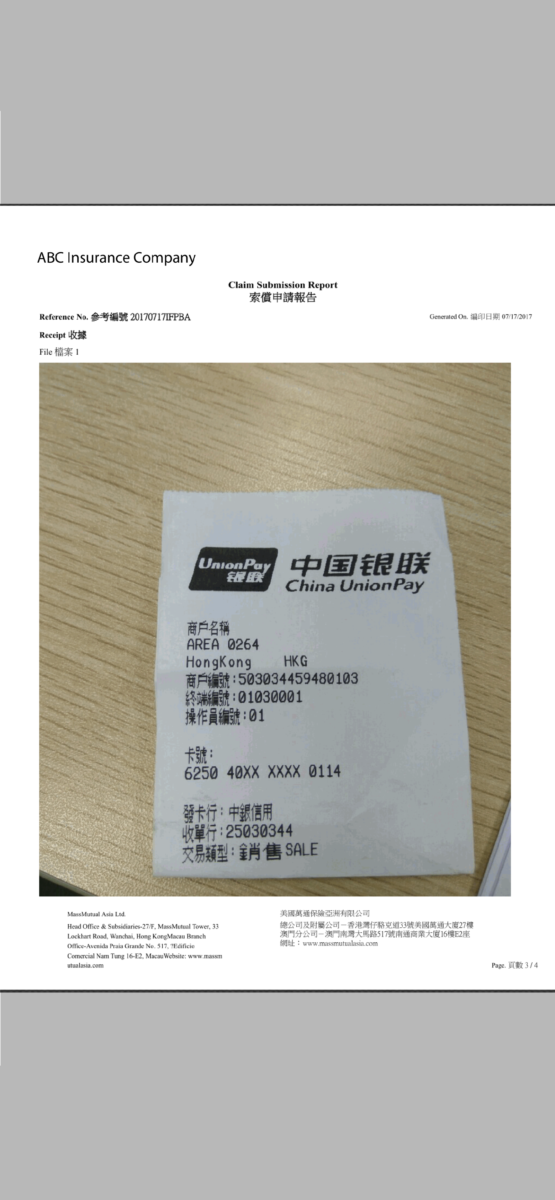 ABC Insurance Company
Claim Submission Report
索償申請報告
Reference No. 參考編號 20170717IFPBA
Generated On. 編印日期 07/17/2017
Receipt 收據
File 檔案 1
UnionPay
银联
中国银联
China UnionPay
商戶名稱
AREA 0264
HongKong HKG
商戶編號:503034459480103
終端編號:01030001
操作員編號:01
卡號:
6250 40XX XXXX 0114
發卡行: 中銀信用
收單行:25030344
交易類型: 銷售 SALE
MassMutual Asia Ltd.
Head Office & Subsidiaries-27/F, MassMutual Tower, 33
Lockhart Road, Wanchai, Hong KongMacau Branch
Office-Avenida Praia Grande No. 517, ?Edificio
Comercial Nam Tung 16-E2, MacauWebsite: www.massm
utualasia.com
美國萬通保險亞洲有限公司
總公司及附屬公司－香港灣仔駱克道33號美國萬通大廈27樓
澳門分公司－澳門南灣大馬路517號南通商業大廈16樓E2座
網址：www.massmutualasia.com
Page. 頁數 3 / 4